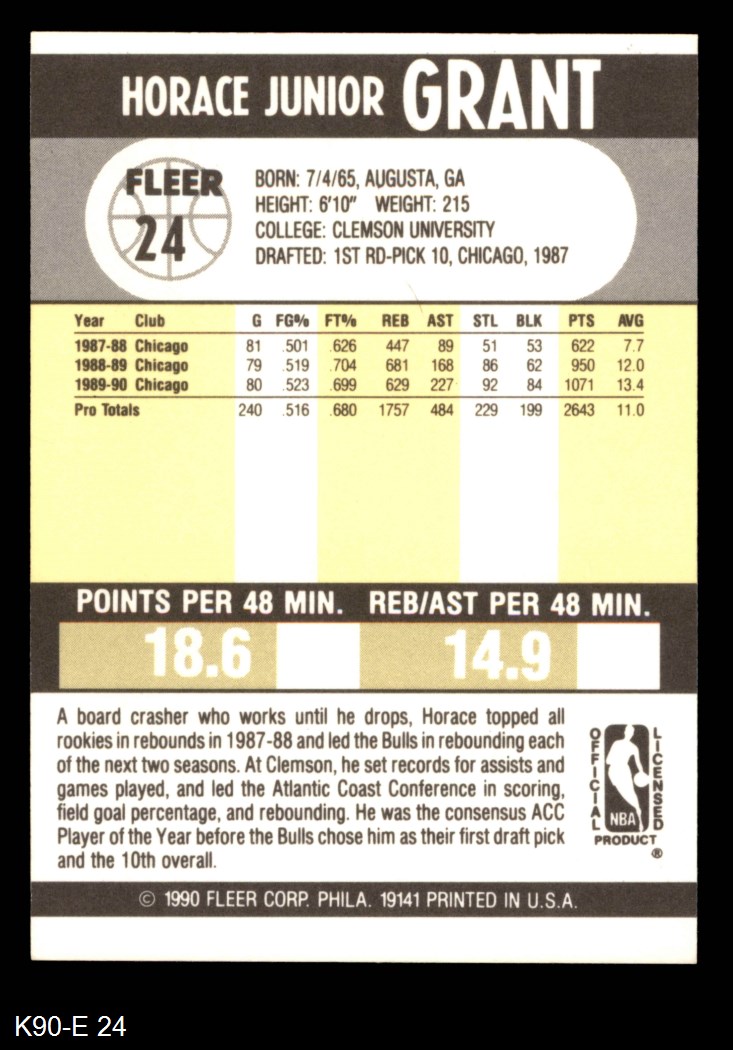 HORACE JUNIOR GRANT
FLEER
24
BORN: 7/4/65, AUGUSTA, GA
HEIGHT: 6'10" WEIGHT: 215
COLLEGE: CLEMSON UNIVERSITY
DRAFTED: 1ST RD-PICK 10, CHICAGO, 1987
Year Club G FG% FT% REB AST STL BLK PTS AVG
1987-88 Chicago 81 .501 .626 447 89 51 53 622 7.7
1988-89 Chicago 79 .519 .704 681 168 86 62 950 12.0
1989-90 Chicago 80 .523 .699 629 227 92 84 1071 13.4
Pro Totals 240 .516 .680 1757 484 229 199 2643 11.0
POINTS PER 48 MIN. REB/AST PER 48 MIN.
18.6 14.9
A board crasher who works until he drops, Horace topped all
rookies in rebounds in 1987-88 and led the Bulls in rebounding each
of the next two seasons. At Clemson, he set records for assists and
games played, and led the Atlantic Coast Conference in scoring,
field goal percentage, and rebounding. He was the consensus ACC
Player of the Year before the Bulls chose him as their first draft pick
and the 10th overall.
OFFICIAL
NBA
LICENSED
PRODUCT
®
© 1990 FLEER CORP. PHILA. 19141 PRINTED IN U.S.A.
K90-E 24